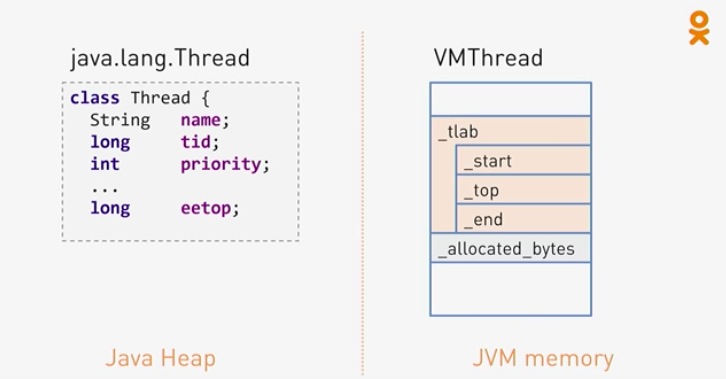 java.lang.Thread
class Thread {
String name;
long tid;
int priority;
...
long eetop;
Java Heap
VMThread
_tlab
_start
_top
_end
_allocated_bytes
JVM memory